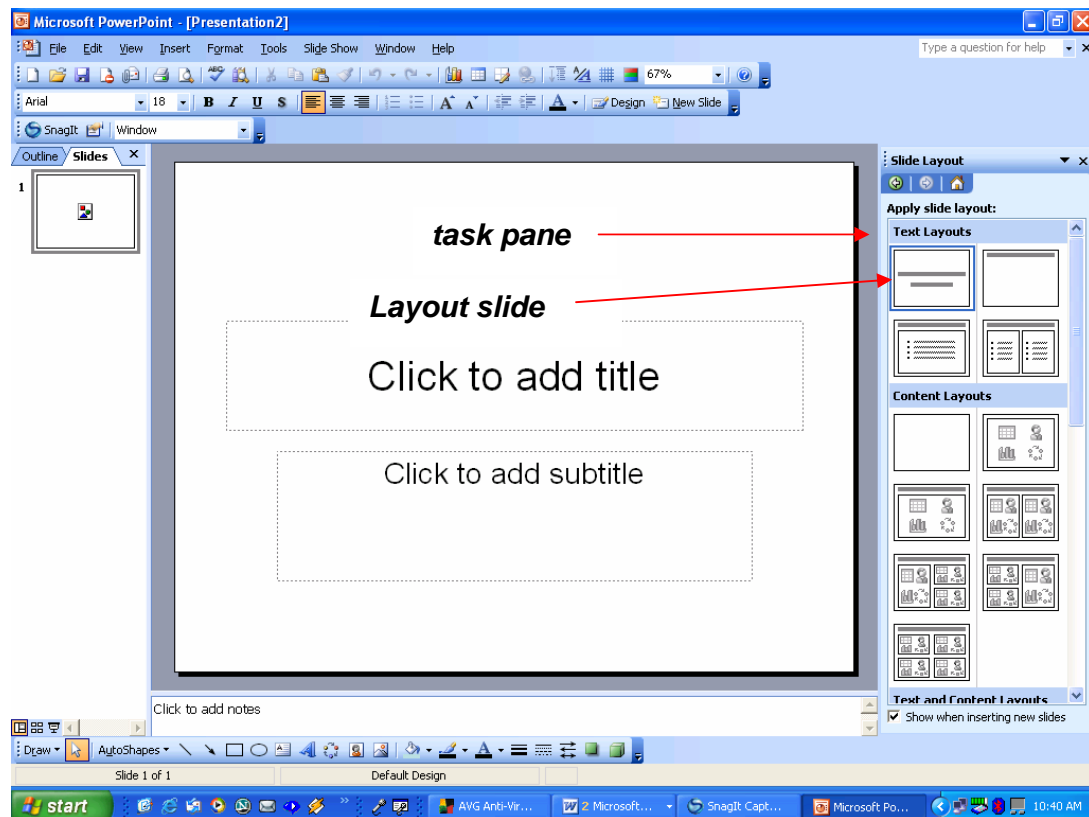 Microsoft PowerPoint - [Presentation2]
File Edit View Insert Format Tools Slide Show Window Help
Type a question for help
67%
Arial 18 B I U S A A A Design New Slide
SnagIt Window
Outline Slides
Slide Layout
1
Apply slide layout:
Text Layouts
task pane
Layout slide
Click to add title
Content Layouts
Click to add subtitle
Text and Content Layouts
Click to add notes
Show when inserting new slides
Draw AutoShapes A
Slide 1 of 1 Default Design
start AVG Anti-Vir... 2 Microsoft... SnagIt Capt... Microsoft Po... 10:40 AM